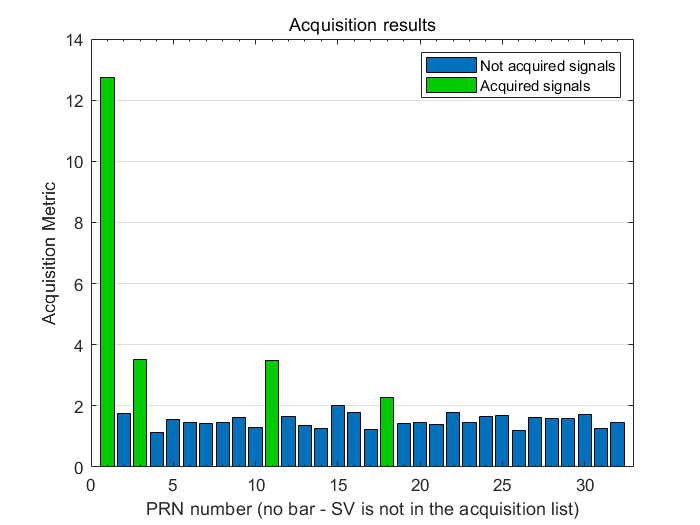 Acquisition results
14
12
10
8
6
4
2
0
Acquisition Metric
Not acquired signals
Acquired signals
0 5 10 15 20 25 30
PRN number (no bar - SV is not in the acquisition list)